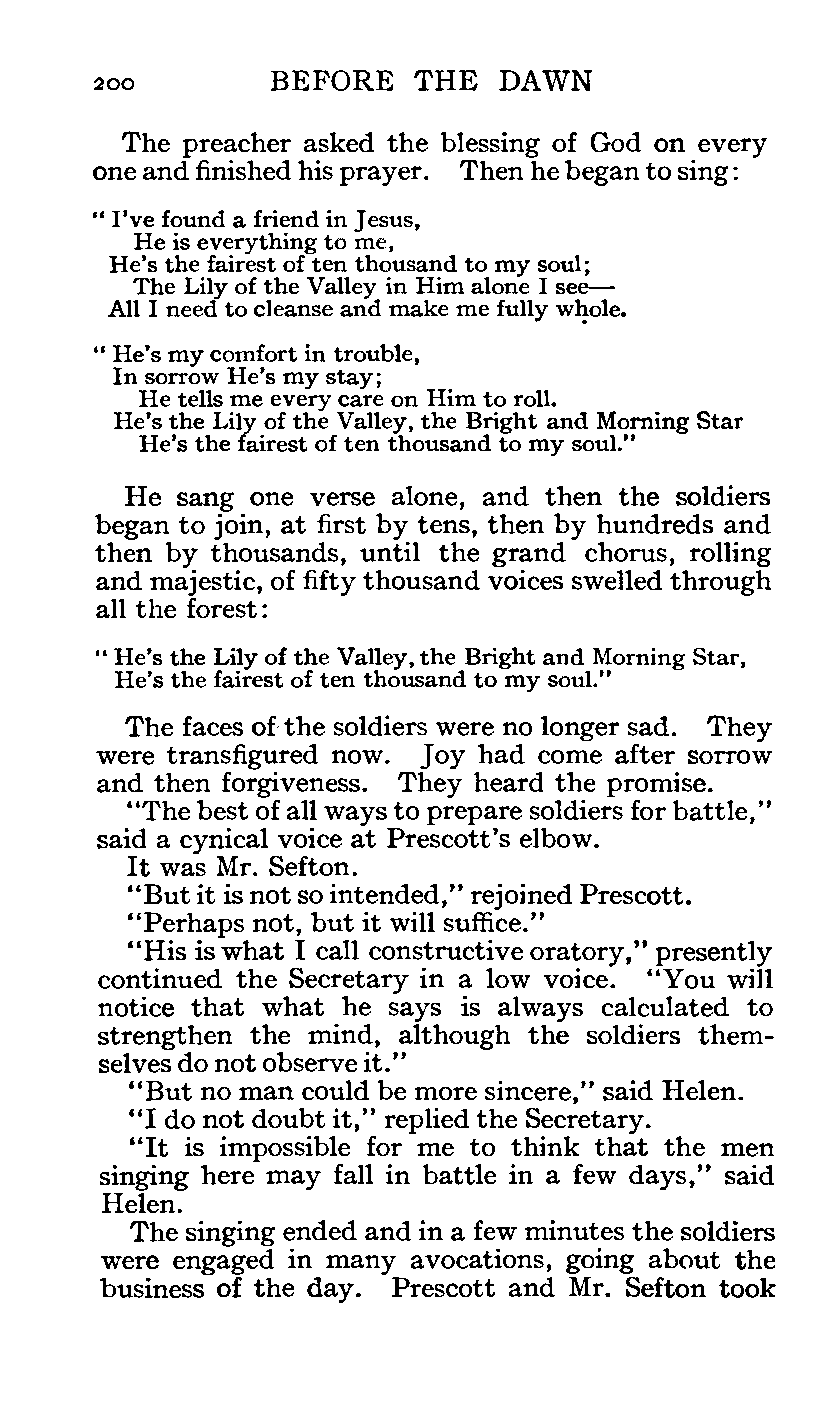 200 BEFORE THE DAWN
The preacher asked the blessing of God on every
one and finished his prayer. Then he began to sing:
" I've found a friend in Jesus,
He is everything to me,
He's the fairest of ten thousand to my soul;
The Lily of the Valley in Him alone I see—
All I need to cleanse and make me fully whole.
" He's my comfort in trouble,
In sorrow He's my stay;
He tells me every care on Him to roll.
He's the Lily of the Valley, the Bright and Morning Star
He's the fairest of ten thousand to my soul."
He sang one verse alone, and then the soldiers
began to join, at first by tens, then by hundreds and
then by thousands, until the grand chorus, rolling
and majestic, of fifty thousand voices swelled through
all the forest:
" He's the Lily of the Valley, the Bright and Morning Star,
He's the fairest of ten thousand to my soul."
The faces of the soldiers were no longer sad. They
were transfigured now. Joy had come after sorrow
and then forgiveness. They heard the promise.
"The best of all ways to prepare soldiers for battle,"
said a cynical voice at Prescott's elbow.
It was Mr. Sefton.
"But it is not so intended," rejoined Prescott.
"Perhaps not, but it will suffice."
"His is what I call constructive oratory," presently
continued the Secretary in a low voice. "You will
notice that what he says is always calculated to
strengthen the mind, although the soldiers them-
selves do not observe it."
"But no man could be more sincere," said Helen.
"I do not doubt it," replied the Secretary.
"It is impossible for me to think that the men
singing here may fall in battle in a few days," said
Helen.
The singing ended and in a few minutes the soldiers
were engaged in many avocations, going about the
business of the day. Prescott and Mr. Sefton took